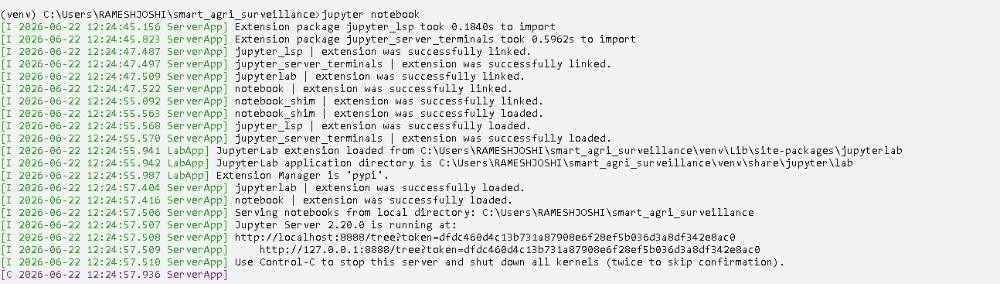 (venv) C:\Users\RAMESHJOSHI\smart_agri_surveillance>jupyter notebook
[I 2026-06-22 12:24:45.156 ServerApp] Extension package jupyter_lsp took 0.1840s to import
[I 2026-06-22 12:24:45.823 ServerApp] Extension package jupyter_server_terminals took 0.5962s to import
[I 2026-06-22 12:24:47.487 ServerApp] jupyter_lsp | extension was successfully linked.
[I 2026-06-22 12:24:47.497 ServerApp] jupyter_server_terminals | extension was successfully linked.
[I 2026-06-22 12:24:47.509 ServerApp] jupyterlab | extension was successfully linked.
[I 2026-06-22 12:24:47.522 ServerApp] notebook | extension was successfully linked.
[I 2026-06-22 12:24:55.092 ServerApp] notebook_shim | extension was successfully linked.
[I 2026-06-22 12:24:55.563 ServerApp] notebook_shim | extension was successfully loaded.
[I 2026-06-22 12:24:55.568 ServerApp] jupyter_lsp | extension was successfully loaded.
[I 2026-06-22 12:24:55.570 ServerApp] jupyter_server_terminals | extension was successfully loaded.
[I 2026-06-22 12:24:55.941 LabApp] JupyterLab extension loaded from C:\Users\RAMESHJOSHI\smart_agri_surveillance\venv\Lib\site-packages\jupyterlab
[I 2026-06-22 12:24:55.942 LabApp] JupyterLab application directory is C:\Users\RAMESHJOSHI\smart_agri_surveillance\venv\share\jupyter\lab
[I 2026-06-22 12:24:55.987 LabApp] Extension Manager is 'pypi'.
[I 2026-06-22 12:24:57.404 ServerApp] jupyterlab | extension was successfully loaded.
[I 2026-06-22 12:24:57.416 ServerApp] notebook | extension was successfully loaded.
[I 2026-06-22 12:24:57.506 ServerApp] Serving notebooks from local directory: C:\Users\RAMESHJOSHI\smart_agri_surveillance
[I 2026-06-22 12:24:57.507 ServerApp] Jupyter Server 2.20.0 is running at:
[I 2026-06-22 12:24:57.508 ServerApp] http://localhost:8888/tree?token=dfdc460d4c13b731a87908e6f28ef5b036d3a8df342e8ac0
[I 2026-06-22 12:24:57.509 ServerApp]     http://127.0.0.1:8888/tree?token=dfdc460d4c13b731a87908e6f28ef5b036d3a8df342e8ac0
[I 2026-06-22 12:24:57.510 ServerApp] Use Control-C to stop this server and shut down all kernels (twice to skip confirmation).
[C 2026-06-22 12:24:57.936 ServerApp]